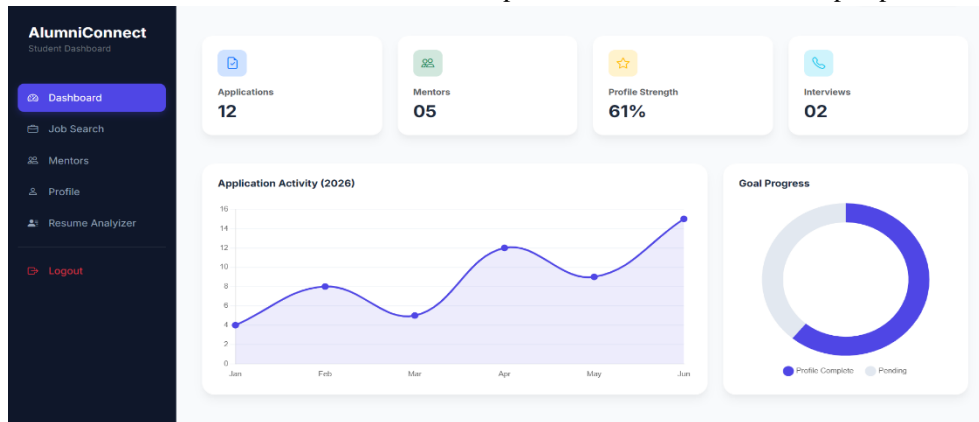 AlumniConnect
Student Dashboard
Dashboard
Job Search
Mentors
Profile
Resume Analyizer
Logout
Applications
12
Mentors
05
Profile Strength
61%
Interviews
02
Application Activity (2026)
16
14
12
10
8
6
4
2
0
Jan Feb Mar Apr May Jun
Goal Progress
Profile Complete Pending